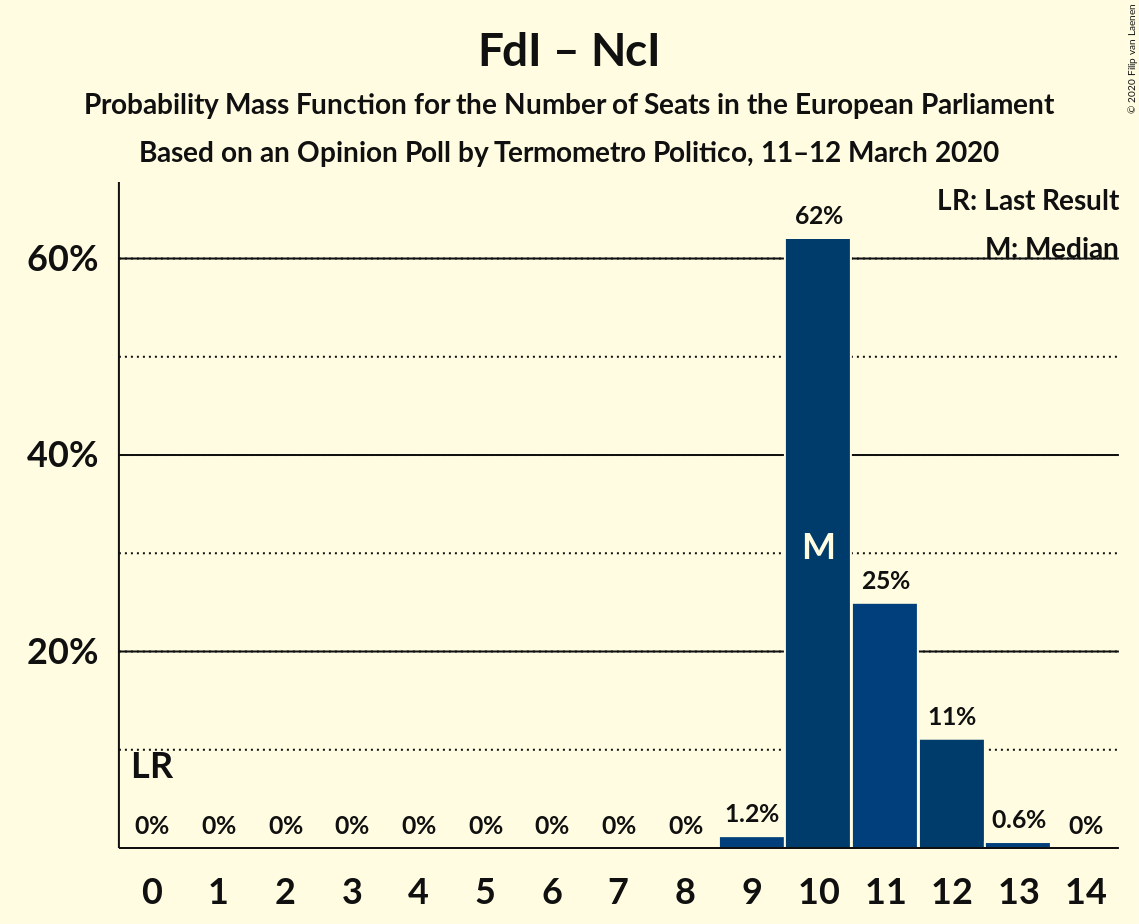 FdI – NcI
Probability Mass Function for the Number of Seats in the European Parliament
Based on an Opinion Poll by Termometro Politico, 11–12 March 2020
© 2020 Filip van Laenen
LR: Last Result
M: Median
62%
60%
40%
M
25%
20%
11%
LR
1.2%
0.6%
0% 0% 0% 0% 0% 0% 0% 0% 0% 0%
0 1 2 3 4 5 6 7 8 9 10 11 12 13 14